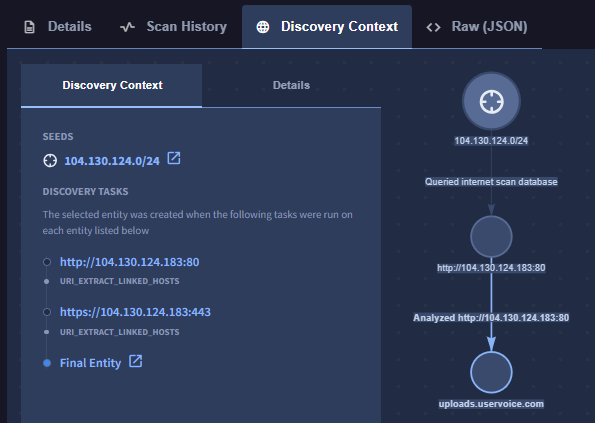 Details
Scan History
Discovery Context
Raw (JSON)
Discovery Context
Details
SEEDS
104.130.124.0/24
DISCOVERY TASKS
The selected entity was created when the following tasks were run on
each entity listed below
http://104.130.124.183:80
URI_EXTRACT_LINKED_HOSTS
https://104.130.124.183:443
URI_EXTRACT_LINKED_HOSTS
Final Entity
104.130.124.0/24
Queried internet scan database
http://104.130.124.183:80
Analyzed http://104.130.124.183:80
uploads.uservoice.com